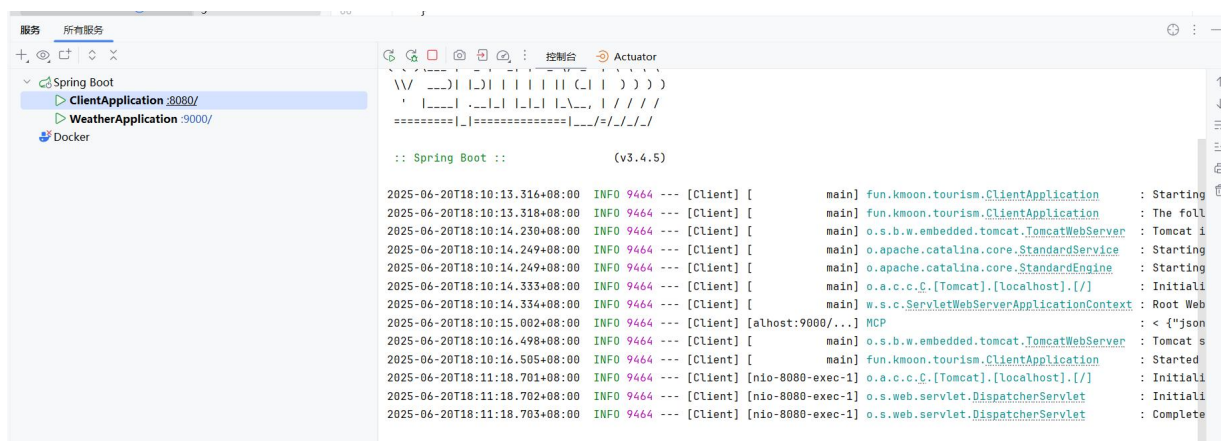 服务 所有服务
控制台 Actuator
Spring Boot
ClientApplication :8080/
WeatherApplication :9000/
Docker
\\/  ___)| |_)| | | | | || (_| |  ) ) ) )
'  |____| .__|_| |_|_| |_\__, | / / / /
=========|_|==============|___/=/_/_/_/
:: Spring Boot :: (v3.4.5)
2025-06-20T18:10:13.316+08:00 INFO 9464 --- [Client] [ main] fun.kmoon.tourism.ClientApplication : Starting
2025-06-20T18:10:13.318+08:00 INFO 9464 --- [Client] [ main] fun.kmoon.tourism.ClientApplication : The foll
2025-06-20T18:10:14.230+08:00 INFO 9464 --- [Client] [ main] o.s.b.w.embedded.tomcat.TomcatWebServer : Tomcat i
2025-06-20T18:10:14.249+08:00 INFO 9464 --- [Client] [ main] o.apache.catalina.core.StandardService : Starting
2025-06-20T18:10:14.249+08:00 INFO 9464 --- [Client] [ main] o.apache.catalina.core.StandardEngine : Starting
2025-06-20T18:10:14.333+08:00 INFO 9464 --- [Client] [ main] o.a.c.c.C.[Tomcat].[localhost].[/] : Initiali
2025-06-20T18:10:14.334+08:00 INFO 9464 --- [Client] [ main] w.s.c.ServletWebServerApplicationContext : Root Web
2025-06-20T18:10:15.002+08:00 INFO 9464 --- [Client] [alhost:9000/...] MCP : < {"json
2025-06-20T18:10:16.498+08:00 INFO 9464 --- [Client] [ main] o.s.b.w.embedded.tomcat.TomcatWebServer : Tomcat s
2025-06-20T18:10:16.505+08:00 INFO 9464 --- [Client] [ main] fun.kmoon.tourism.ClientApplication : Started
2025-06-20T18:11:18.701+08:00 INFO 9464 --- [Client] [nio-8080-exec-1] o.a.c.c.C.[Tomcat].[localhost].[/] : Initiali
2025-06-20T18:11:18.702+08:00 INFO 9464 --- [Client] [nio-8080-exec-1] o.s.web.servlet.DispatcherServlet : Initiali
2025-06-20T18:11:18.703+08:00 INFO 9464 --- [Client] [nio-8080-exec-1] o.s.web.servlet.DispatcherServlet : Complete